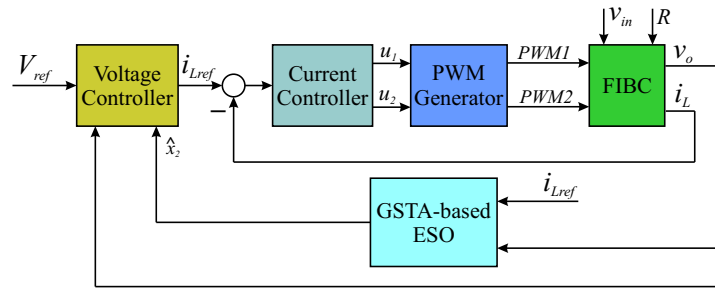 v_in
R
V_ref
Voltage
Controller
i_Lref
−
Current
Controller
u_1
u_2
PWM
Generator
PWM1
PWM2
FIBC
v_o
i_L
x̂_2
GSTA-based
ESO
i_Lref